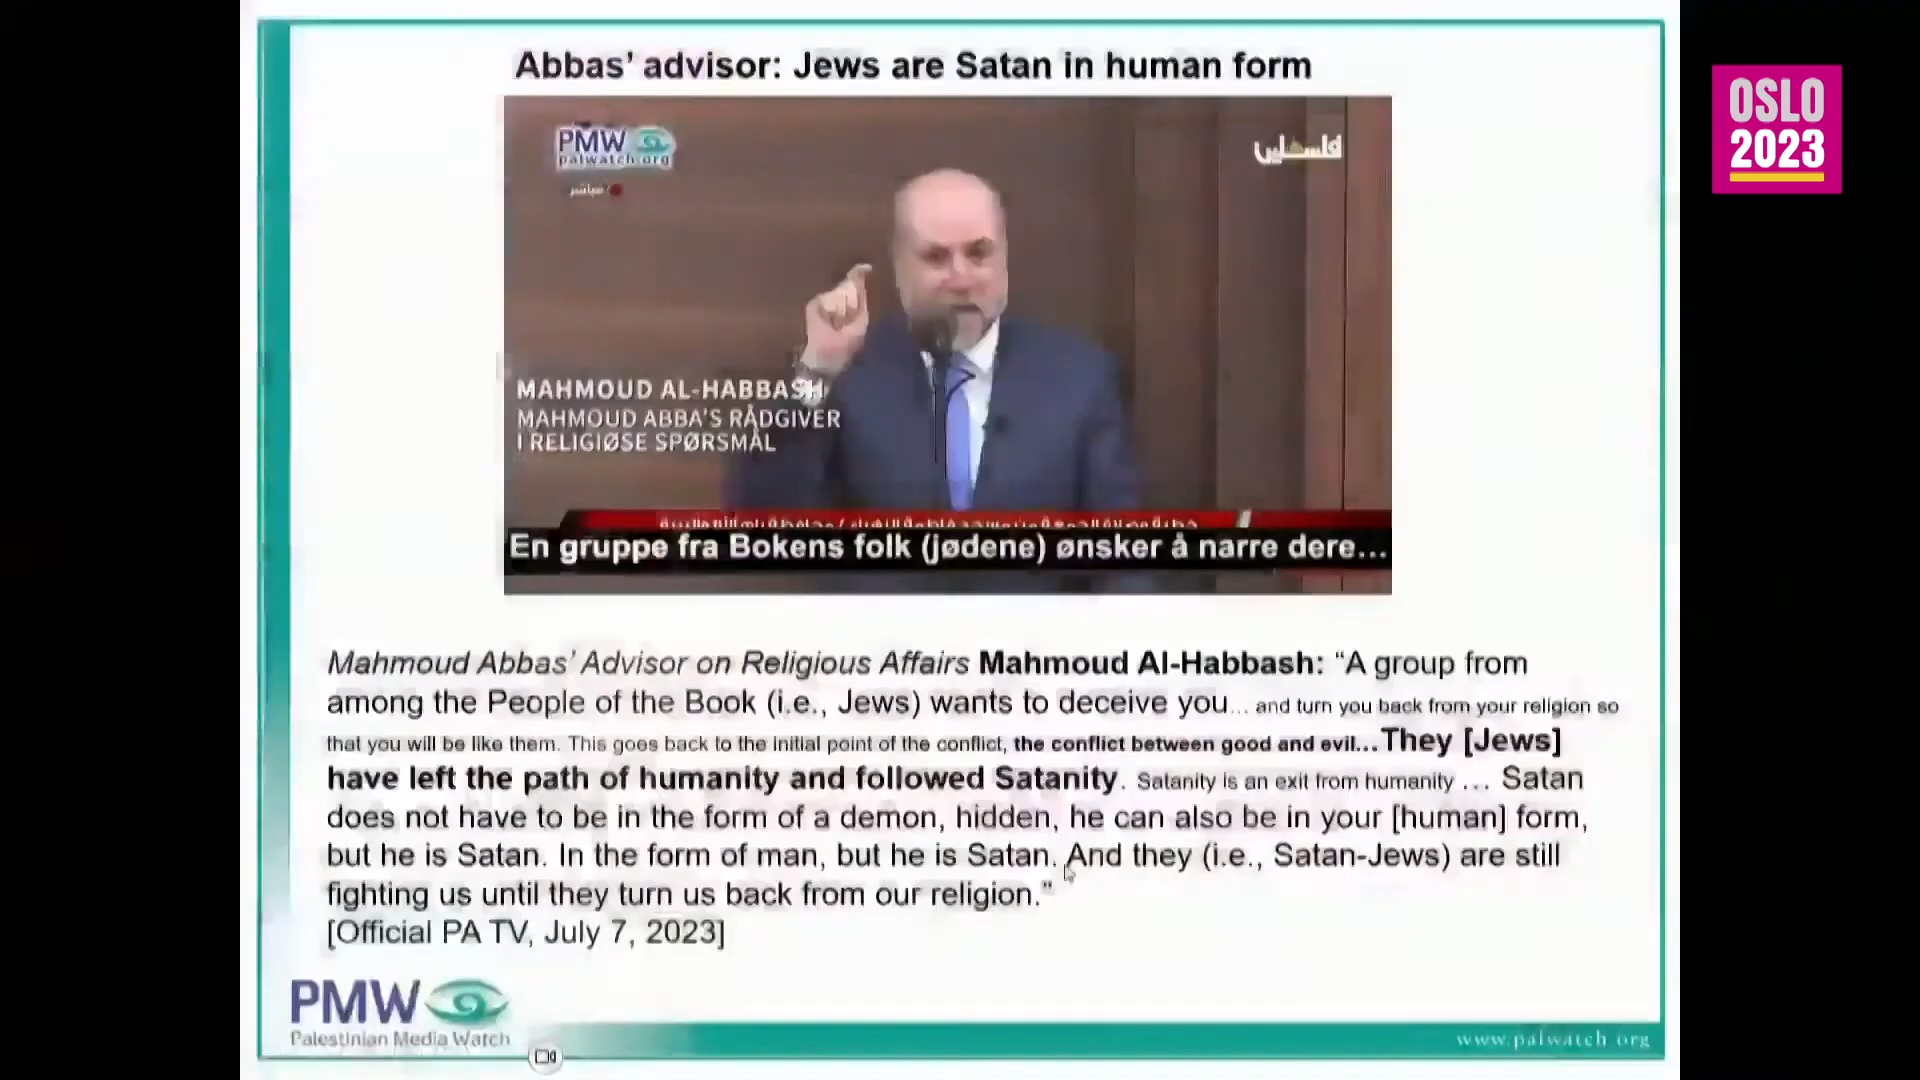 Abbas’ advisor: Jews are Satan in human form
OSLO
2023
PMW
palwatch.org
مباشر
فلسطين
MAHMOUD AL-HABBASH
MAHMOUD ABBA'S RÅDGIVER
I RELIGIØSE SPØRSMÅL
En gruppe fra Bokens folk (jødene) ønsker å narre dere...
Mahmoud Abbas’ Advisor on Religious Affairs Mahmoud Al-Habbash: “A group from
among the People of the Book (i.e., Jews) wants to deceive you... and turn you back from your religion so
that you will be like them. This goes back to the initial point of the conflict, the conflict between good and evil...They [Jews]
have left the path of humanity and followed Satanity. Satanity is an exit from humanity ... Satan
does not have to be in the form of a demon, hidden, he can also be in your [human] form,
but he is Satan. In the form of man, but he is Satan. And they (i.e., Satan-Jews) are still
fighting us until they turn us back from our religion.”
[Official PA TV, July 7, 2023]
PMW
Palestinian Media Watch
www.palwatch.org